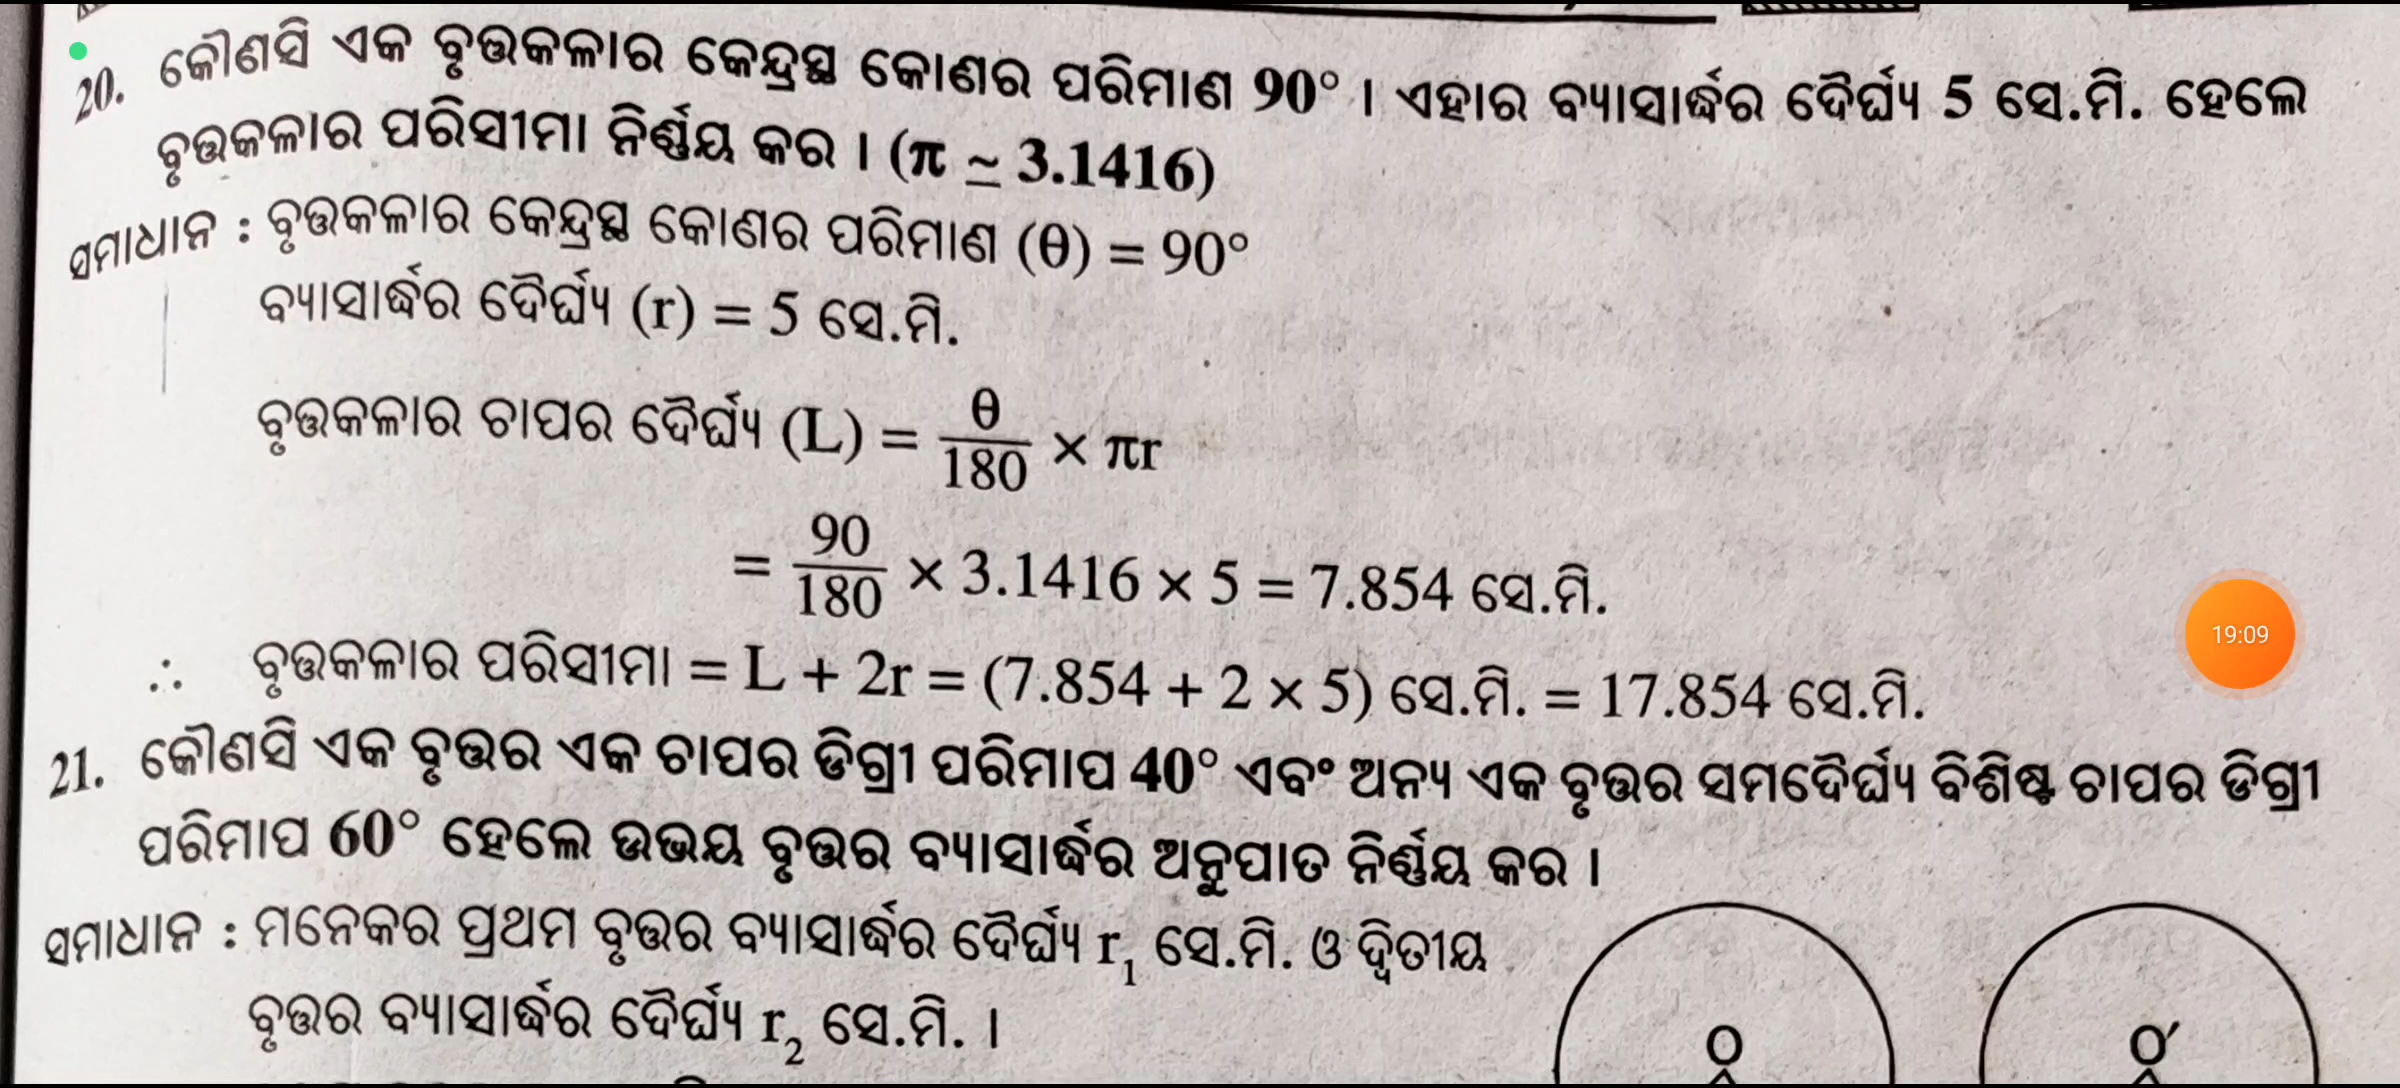 20. କୌଣସି ଏକ ବୃତ୍ତକଳାର କେନ୍ଦ୍ରସ୍ଥ କୋଣର ପରିମାଣ 90° । ଏହାର ବ୍ୟାସାର୍ଦ୍ଧର ଦୈର୍ଘ୍ୟ 5 ସେ.ମି. ହେଲେ
ବୃତ୍ତକଳାର ପରିସୀମା ନିର୍ଣ୍ଣୟ କର । (π ≃ 3.1416)
ସମାଧାନ : ବୃତ୍ତକଳାର କେନ୍ଦ୍ରସ୍ଥ କୋଣର ପରିମାଣ (θ) = 90°
ବ୍ୟାସାର୍ଦ୍ଧର ଦୈର୍ଘ୍ୟ (r) = 5 ସେ.ମି.
ବୃତ୍ତକଳାର ଚାପର ଦୈର୍ଘ୍ୟ (L) = θ/180 × πr
= 90/180 × 3.1416 × 5 = 7.854 ସେ.ମି.
∴ ବୃତ୍ତକଳାର ପରିସୀମା = L + 2r = (7.854 + 2 × 5) ସେ.ମି. = 17.854 ସେ.ମି.
21. କୌଣସି ଏକ ବୃତ୍ତର ଏକ ଚାପର ଡିଗ୍ରୀ ପରିମାପ 40° ଏବଂ ଅନ୍ୟ ଏକ ବୃତ୍ତର ସମଦୈର୍ଘ୍ୟ ବିଶିଷ୍ଟ ଚାପର ଡିଗ୍ରୀ
ପରିମାପ 60° ହେଲେ ଉଭୟ ବୃତ୍ତର ବ୍ୟାସାର୍ଦ୍ଧର ଅନୁପାତ ନିର୍ଣ୍ଣୟ କର ।
ସମାଧାନ : ମନେକର ପ୍ରଥମ ବୃତ୍ତର ବ୍ୟାସାର୍ଦ୍ଧର ଦୈର୍ଘ୍ୟ r₁ ସେ.ମି. ଓ ଦ୍ୱିତୀୟ
ବୃତ୍ତର ବ୍ୟାସାର୍ଦ୍ଧର ଦୈର୍ଘ୍ୟ r₂ ସେ.ମି. ।
O O′
19:09